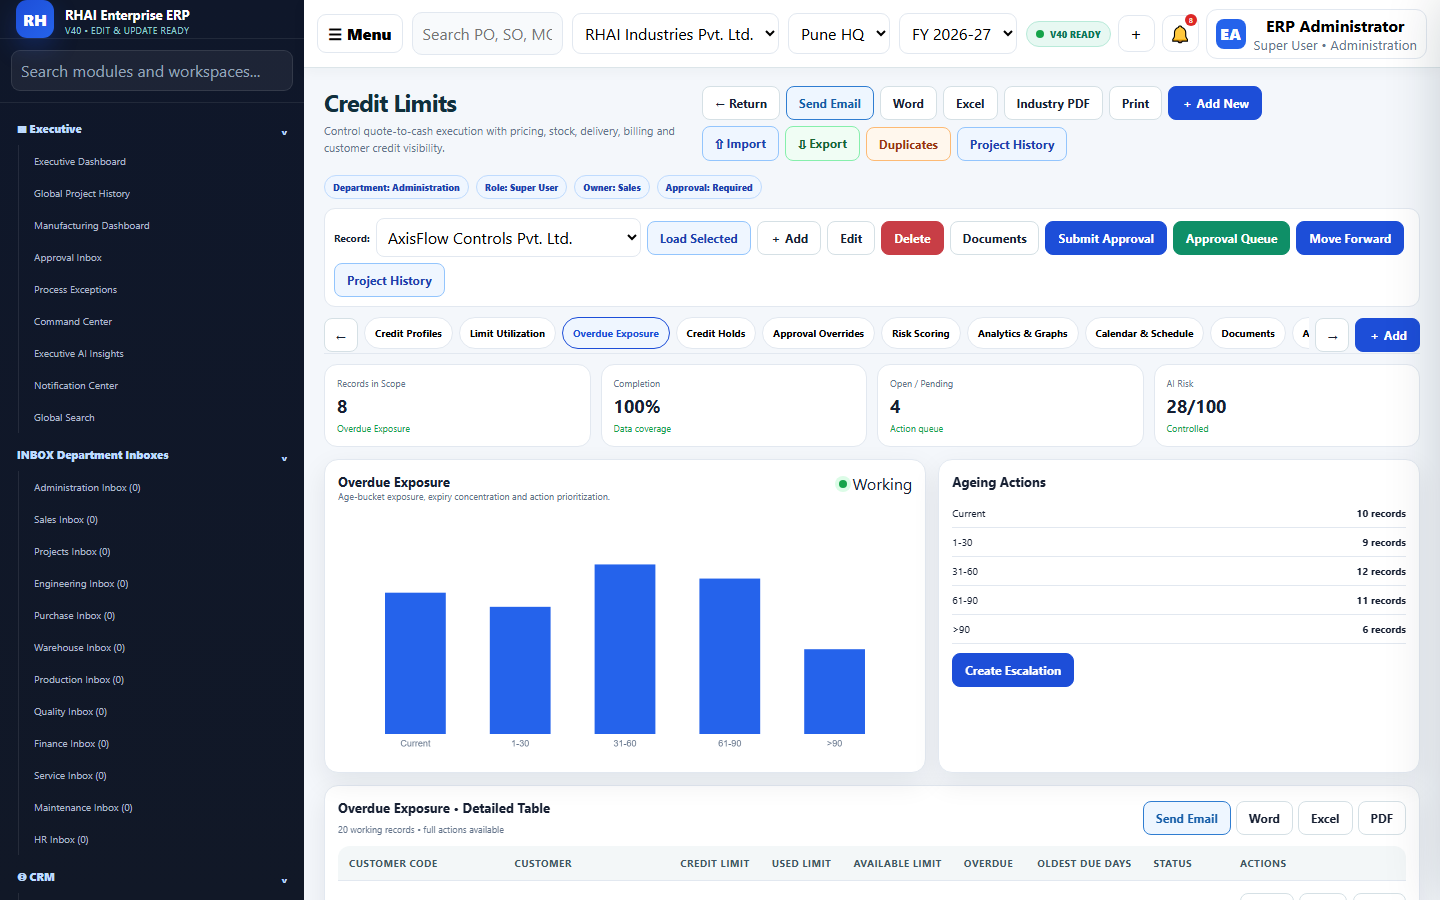 RH
RHAI Enterprise ERP
V40 • EDIT & UPDATE READY
Search modules and workspaces...
Executive
Executive Dashboard
Global Project History
Manufacturing Dashboard
Approval Inbox
Process Exceptions
Command Center
Executive AI Insights
Notification Center
Global Search
INBOX Department Inboxes
Administration Inbox (0)
Sales Inbox (0)
Projects Inbox (0)
Engineering Inbox (0)
Purchase Inbox (0)
Warehouse Inbox (0)
Production Inbox (0)
Quality Inbox (0)
Finance Inbox (0)
Service Inbox (0)
Maintenance Inbox (0)
HR Inbox (0)
CRM
☰ Menu
Search PO, SO, MC
RHAI Industries Pvt. Ltd.
Pune HQ
FY 2026-27
V40 READY
+
8
EA
ERP Administrator
Super User • Administration
Credit Limits
Control quote-to-cash execution with pricing, stock, delivery, billing and
customer credit visibility.
← Return
Send Email
Word
Excel
Industry PDF
Print
+ Add New
⇧ Import
⇩ Export
Duplicates
Project History
Department: Administration
Role: Super User
Owner: Sales
Approval: Required
Record:
AxisFlow Controls Pvt. Ltd.
Load Selected
+ Add
Edit
Delete
Documents
Submit Approval
Approval Queue
Move Forward
Project History
←
Credit Profiles
Limit Utilization
Overdue Exposure
Credit Holds
Approval Overrides
Risk Scoring
Analytics & Graphs
Calendar & Schedule
Documents
A
→
+ Add
Records in Scope
8
Overdue Exposure
Completion
100%
Data coverage
Open / Pending
4
Action queue
AI Risk
28/100
Controlled
Overdue Exposure
Age-bucket exposure, expiry concentration and action prioritization.
Working
Current
1-30
31-60
61-90
>90
Ageing Actions
Current 10 records
1-30 9 records
31-60 12 records
61-90 11 records
>90 6 records
Create Escalation
Overdue Exposure • Detailed Table
20 working records • full actions available
Send Email
Word
Excel
PDF
CUSTOMER CODE CUSTOMER CREDIT LIMIT USED LIMIT AVAILABLE LIMIT OVERDUE OLDEST DUE DAYS STATUS ACTIONS